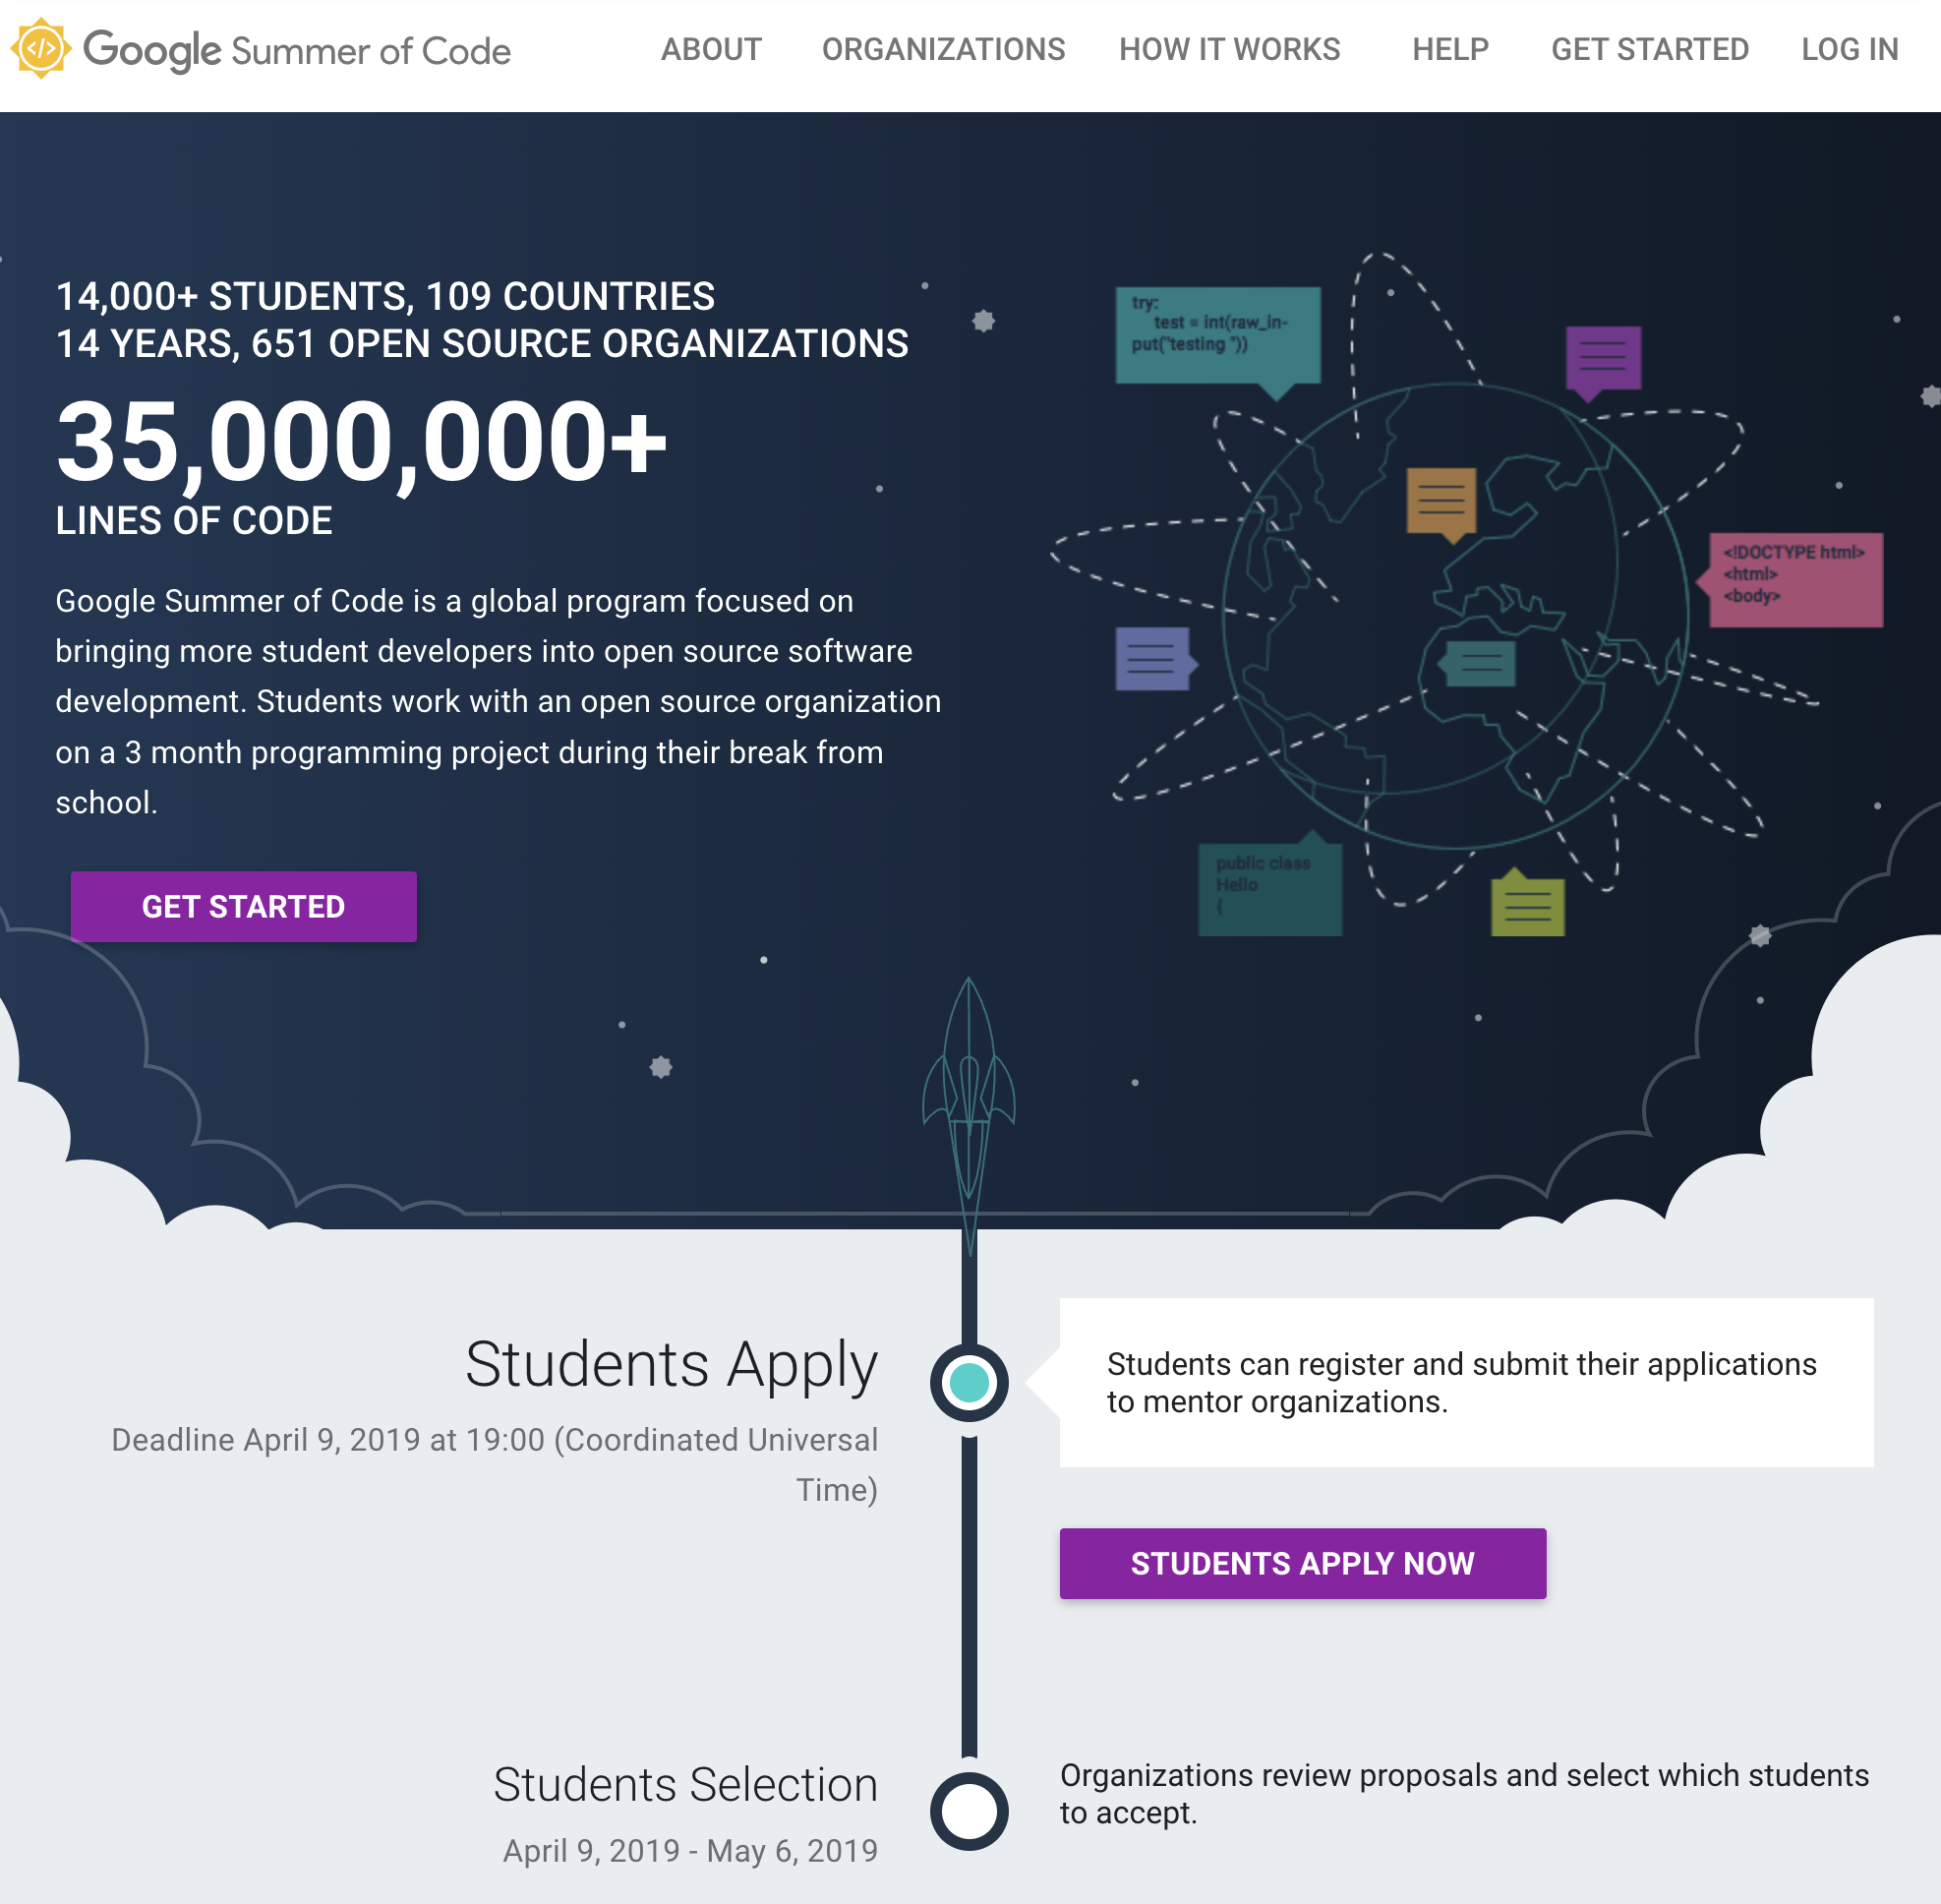 Google Summer of Code
ABOUT
ORGANIZATIONS
HOW IT WORKS
HELP
GET STARTED
LOG IN
14,000+ STUDENTS, 109 COUNTRIES
14 YEARS, 651 OPEN SOURCE ORGANIZATIONS
35,000,000+
LINES OF CODE
Google Summer of Code is a global program focused on
bringing more student developers into open source software
development. Students work with an open source organization
on a 3 month programming project during their break from
school.
GET STARTED
try:
test = int(raw_in-
put("testing "))
<!DOCTYPE html>
<html>
<body>
public class
Hello
{
Students Apply
Deadline April 9, 2019 at 19:00 (Coordinated Universal
Time)
Students can register and submit their applications
to mentor organizations.
STUDENTS APPLY NOW
Students Selection
April 9, 2019 - May 6, 2019
Organizations review proposals and select which students
to accept.